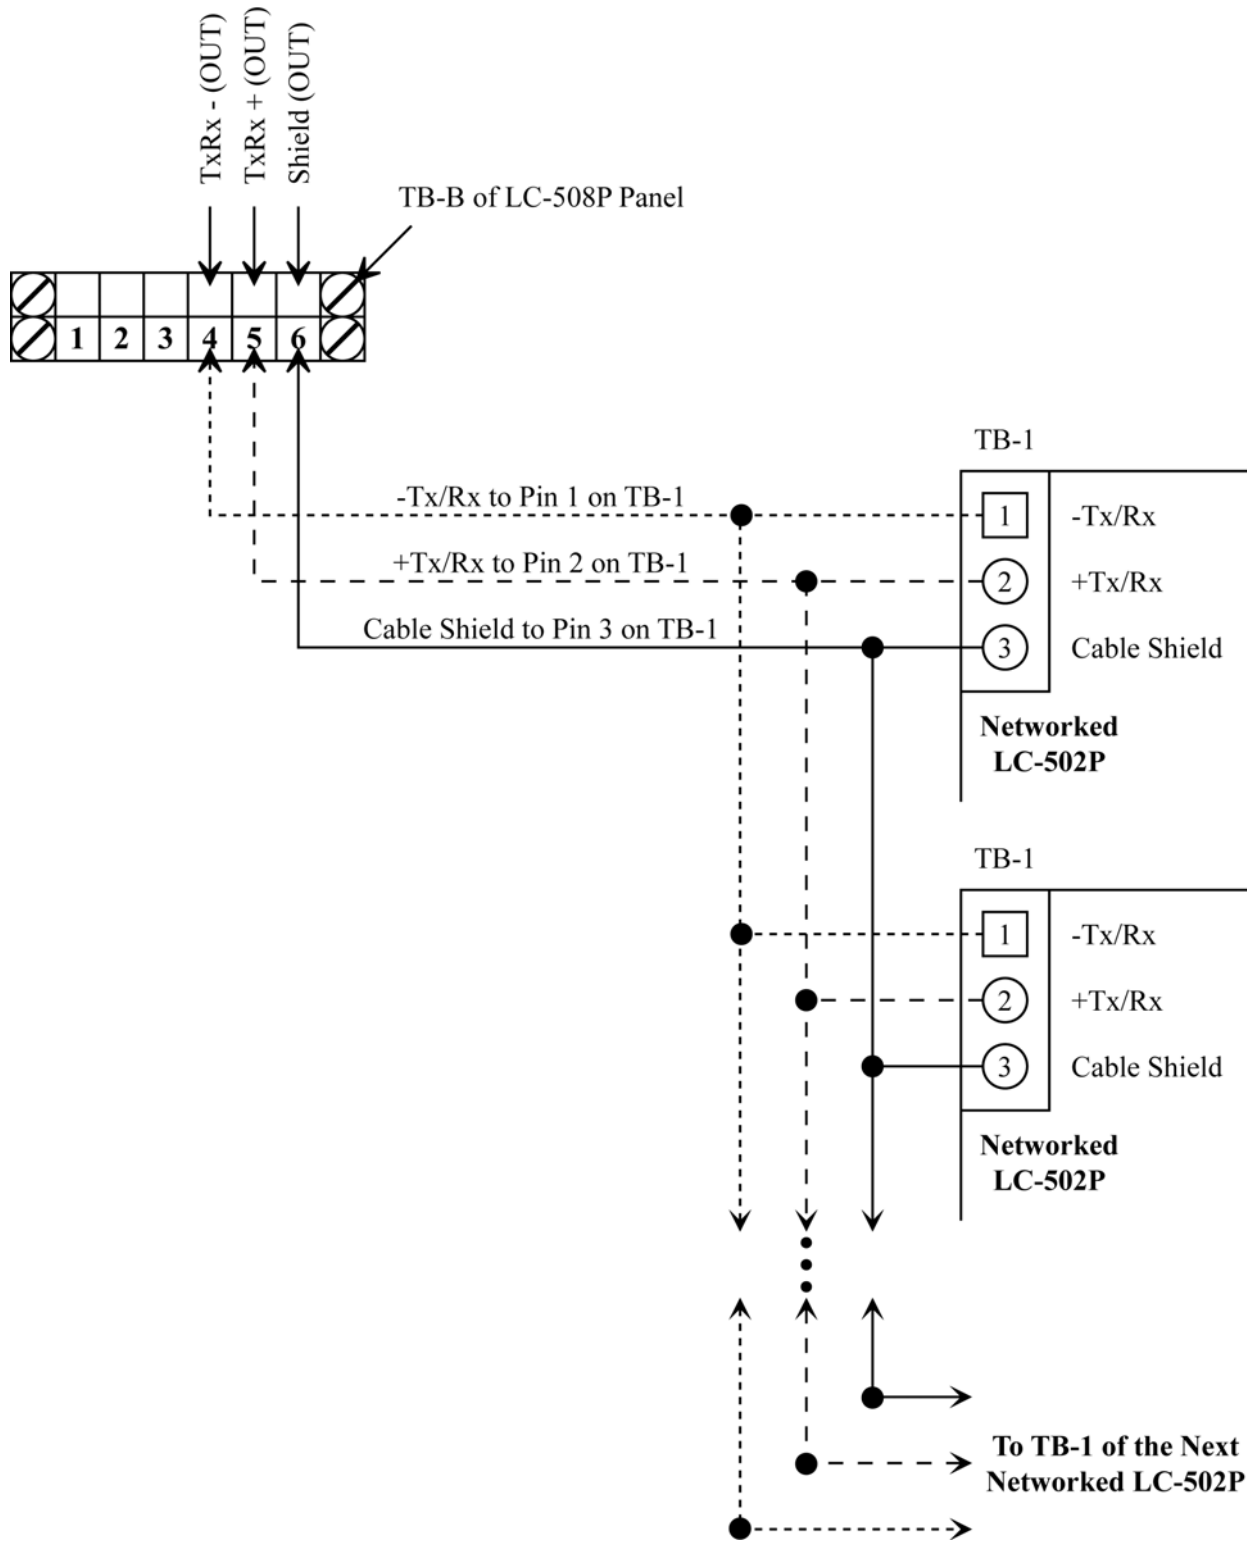 TxRx - (OUT)
TxRx + (OUT)
Shield (OUT)
TB-B of LC-508P Panel
1 2 3 4 5 6
TB-1
-Tx/Rx to Pin 1 on TB-1
1 -Tx/Rx
+Tx/Rx to Pin 2 on TB-1
2 +Tx/Rx
Cable Shield to Pin 3 on TB-1
3 Cable Shield
Networked
LC-502P
TB-1
1 -Tx/Rx
2 +Tx/Rx
3 Cable Shield
Networked
LC-502P
To TB-1 of the Next
Networked LC-502P